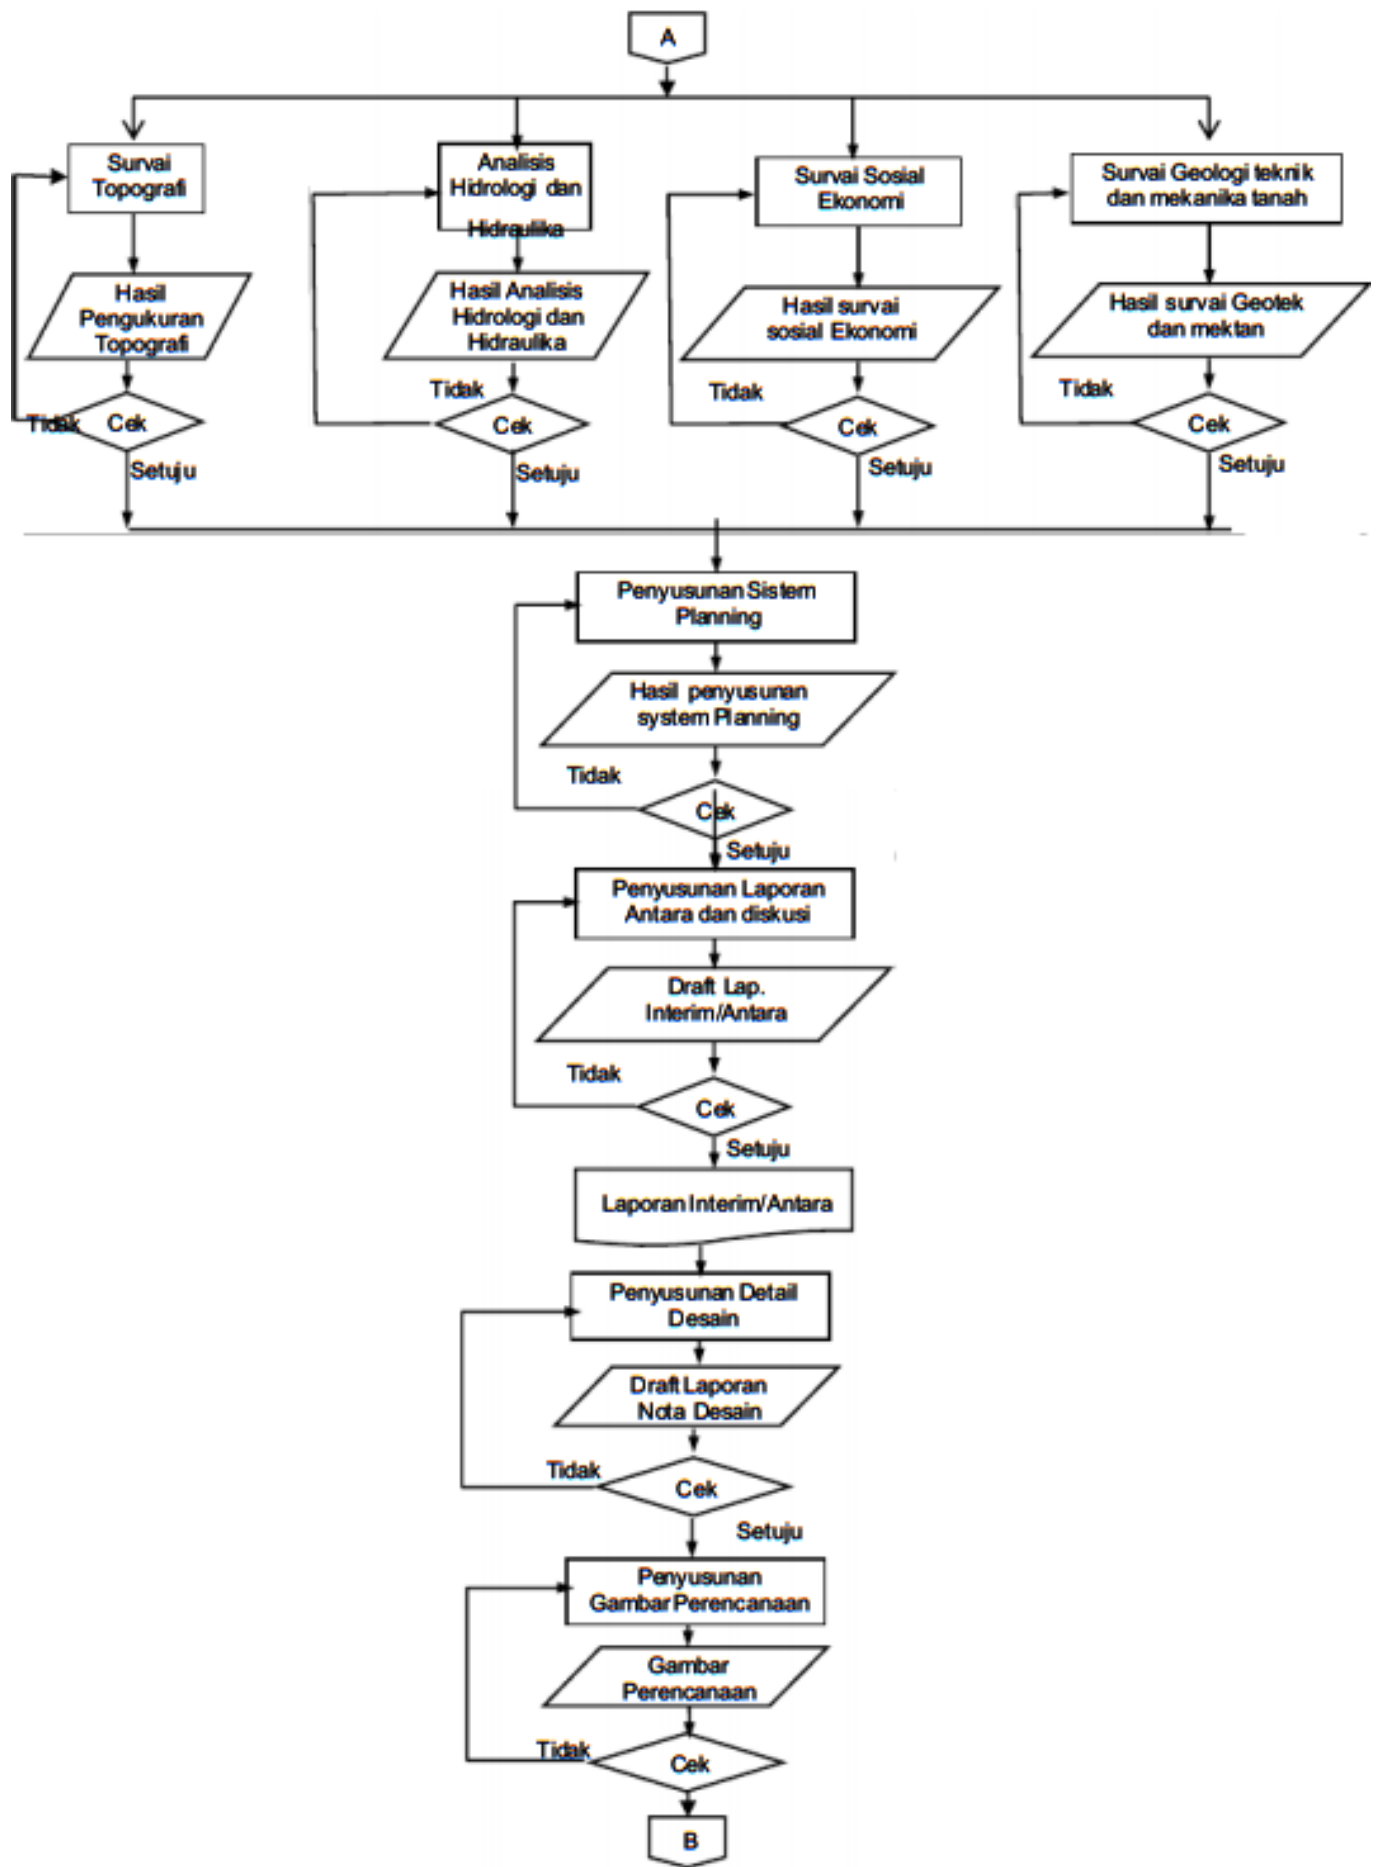 A
Survai
Topografi
Analisis
Hidrologi dan
Hidraulika
Survai Sosial
Ekonomi
Survai Geologi teknik
dan mekanika tanah
Hasil
Pengukuran
Topografi
Hasil Analisis
Hidrologi dan
Hidraulika
Hasil survai
sosial Ekonomi
Hasil survai Geotek
dan mektan
Tidak
Cek
Setuju
Tidak
Cek
Setuju
Tidak
Cek
Setuju
Tidak
Cek
Setuju
Penyusunan Sistem
Planning
Hasil penyusunan
system Planning
Tidak
Cek
Setuju
Penyusunan Laporan
Antara dan diskusi
Draft Lap.
Interim/Antara
Tidak
Cek
Setuju
Laporan Interim/Antara
Penyusunan Detail
Desain
Draft Laporan
Nota Desain
Tidak
Cek
Setuju
Penyusunan
Gambar Perencanaan
Gambar
Perencanaan
Tidak
Cek
B